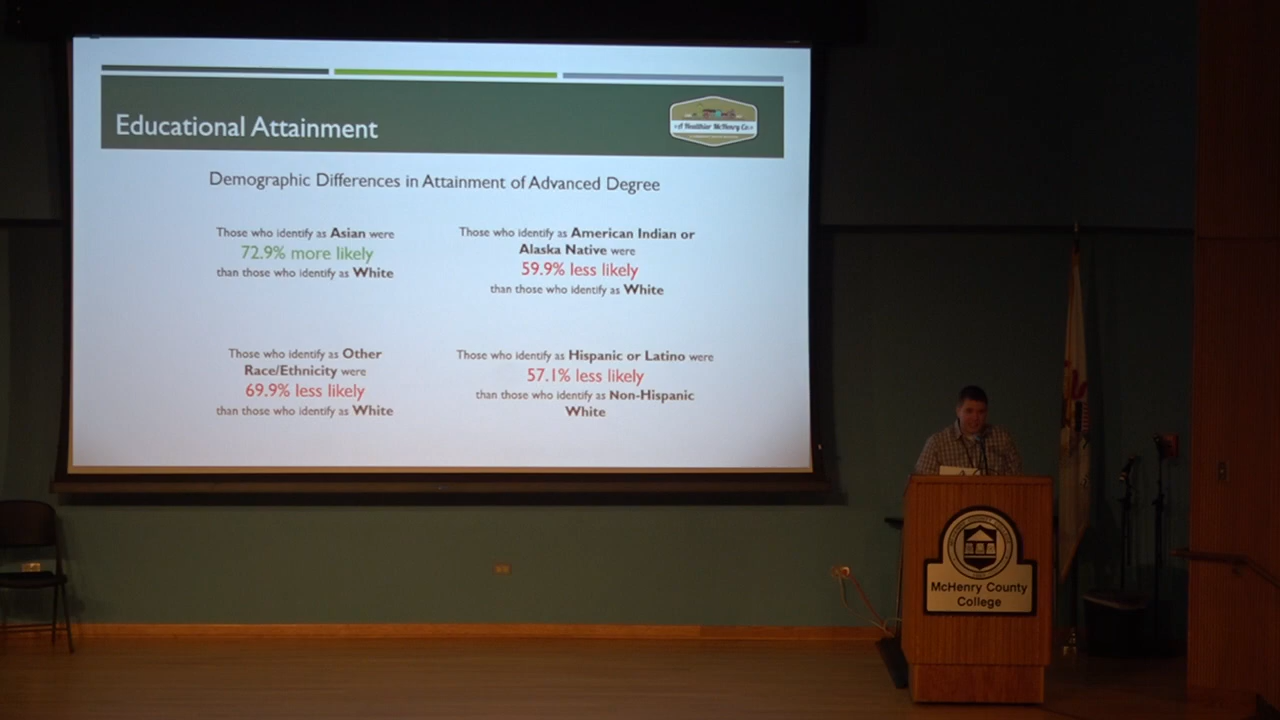 Educational Attainment
A Healthier McHenry Co
Demographic Differences in Attainment of Advanced Degree
Those who identify as Asian were
72.9% more likely
than those who identify as White
Those who identify as American Indian or
Alaska Native were
59.9% less likely
than those who identify as White
Those who identify as Other
Race/Ethnicity were
69.9% less likely
than those who identify as White
Those who identify as Hispanic or Latino were
57.1% less likely
than those who identify as Non-Hispanic
White
McHenry County
College